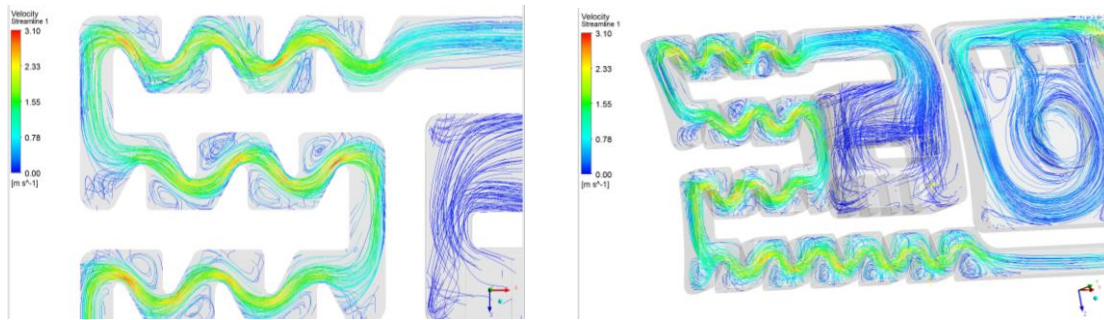 Velocity
Streamline 1
3.10
2.33
1.55
0.78
0.00
[m s^-1]
Velocity
Streamline 1
3.10
2.33
1.55
0.78
0.00
[m s^-1]